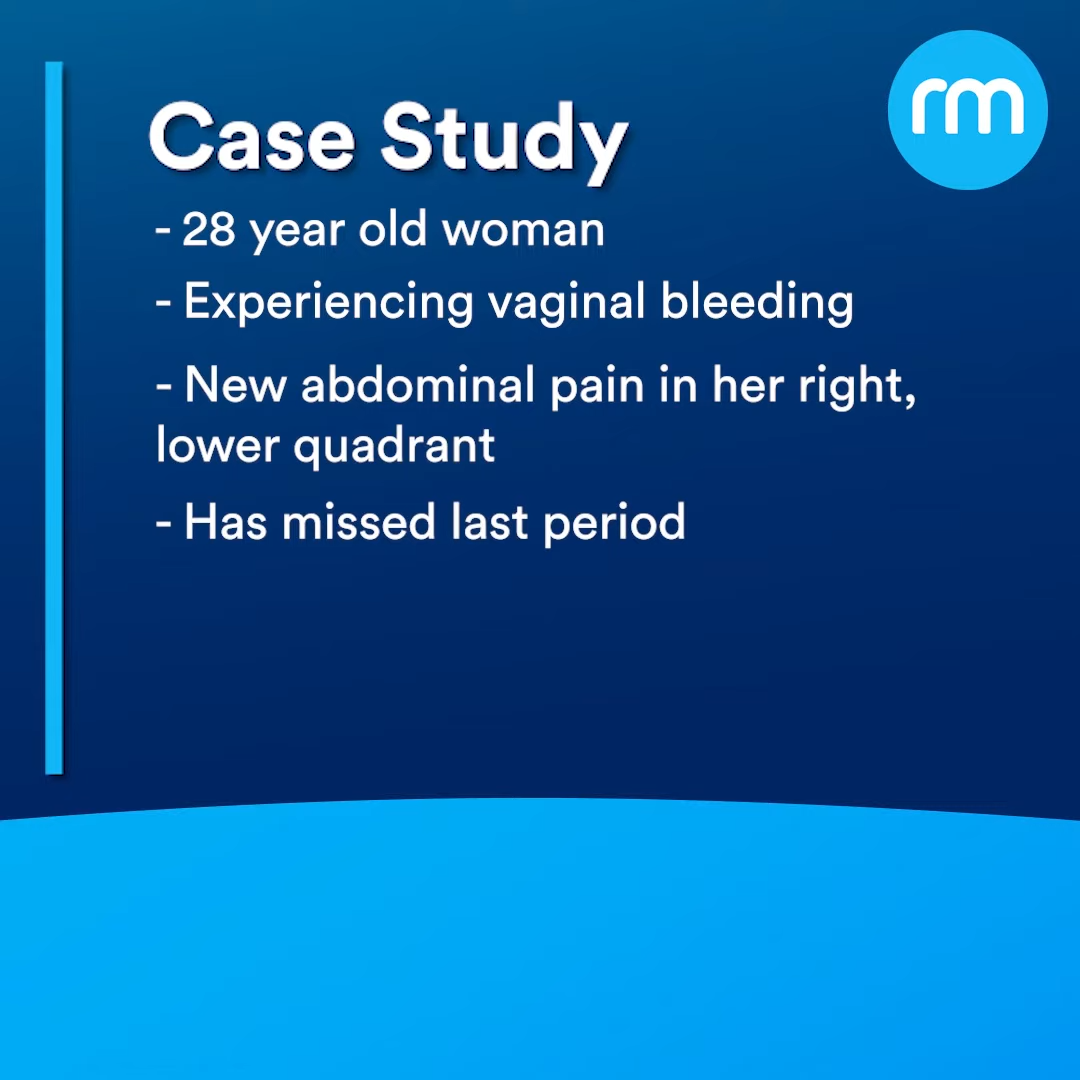 rm
Case Study
- 28 year old woman
- Experiencing vaginal bleeding
- New abdominal pain in her right,
lower quadrant
- Has missed last period